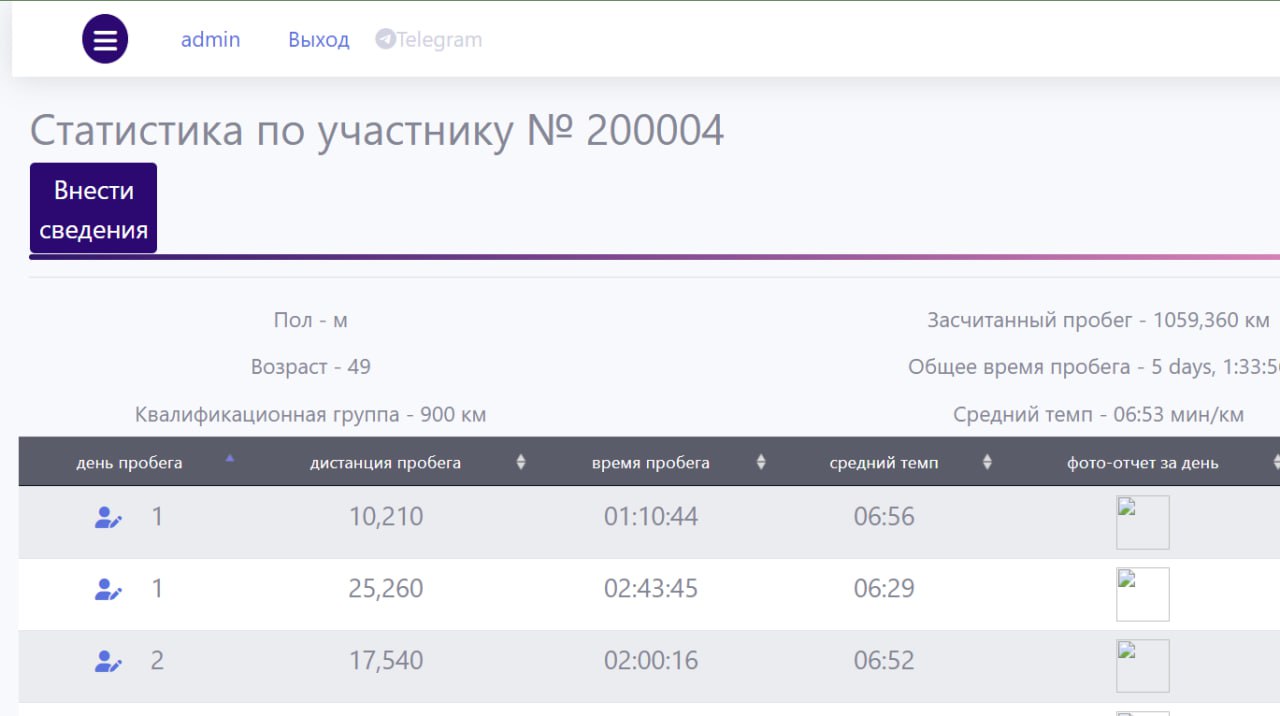 admin Выход Telegram
Статистика по участнику № 200004
Внести
сведения
Пол - м Засчитанный пробег - 1059,360 км
Возраст - 49 Общее время пробега - 5 days, 1:33:5
Квалификационная группа - 900 км Средний темп - 06:53 мин/км
день пробега дистанция пробега время пробега средний темп фото-отчет за день
1 10,210 01:10:44 06:56
1 25,260 02:43:45 06:29
2 17,540 02:00:16 06:52